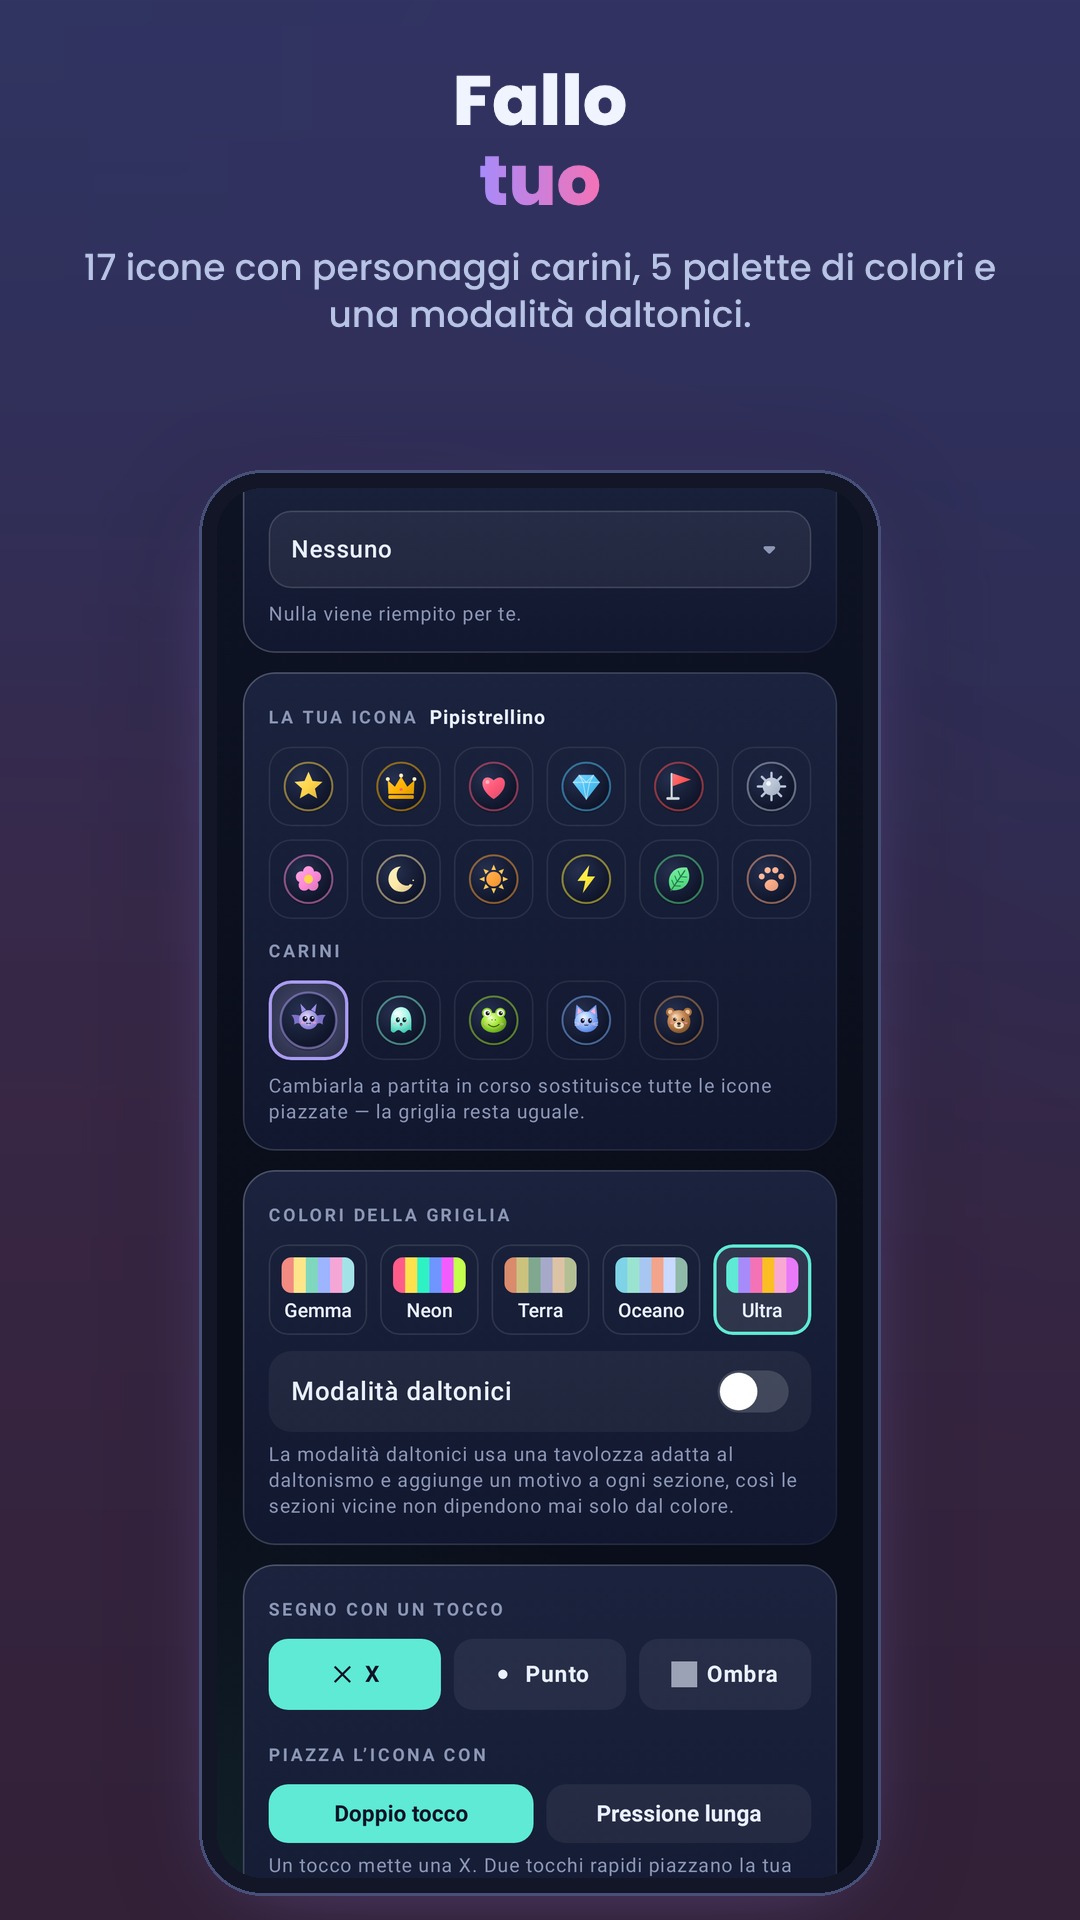 Fallo
tuo
17 icone con personaggi carini, 5 palette di colori e
una modalità daltonici.
Nessuno
Nulla viene riempito per te.
LA TUA ICONA Pipistrellino
CARINI
Cambiarla a partita in corso sostituisce tutte le icone
piazzate — la griglia resta uguale.
COLORI DELLA GRIGLIA
Gemma Neon Terra Oceano Ultra
Modalità daltonici
La modalità daltonici usa una tavolozza adatta al
daltonismo e aggiunge un motivo a ogni sezione, così le
sezioni vicine non dipendono mai solo dal colore.
SEGNO CON UN TOCCO
X Punto Ombra
PIAZZA L’ICONA CON
Doppio tocco Pressione lunga
Un tocco mette una X. Due tocchi rapidi piazzano la tua